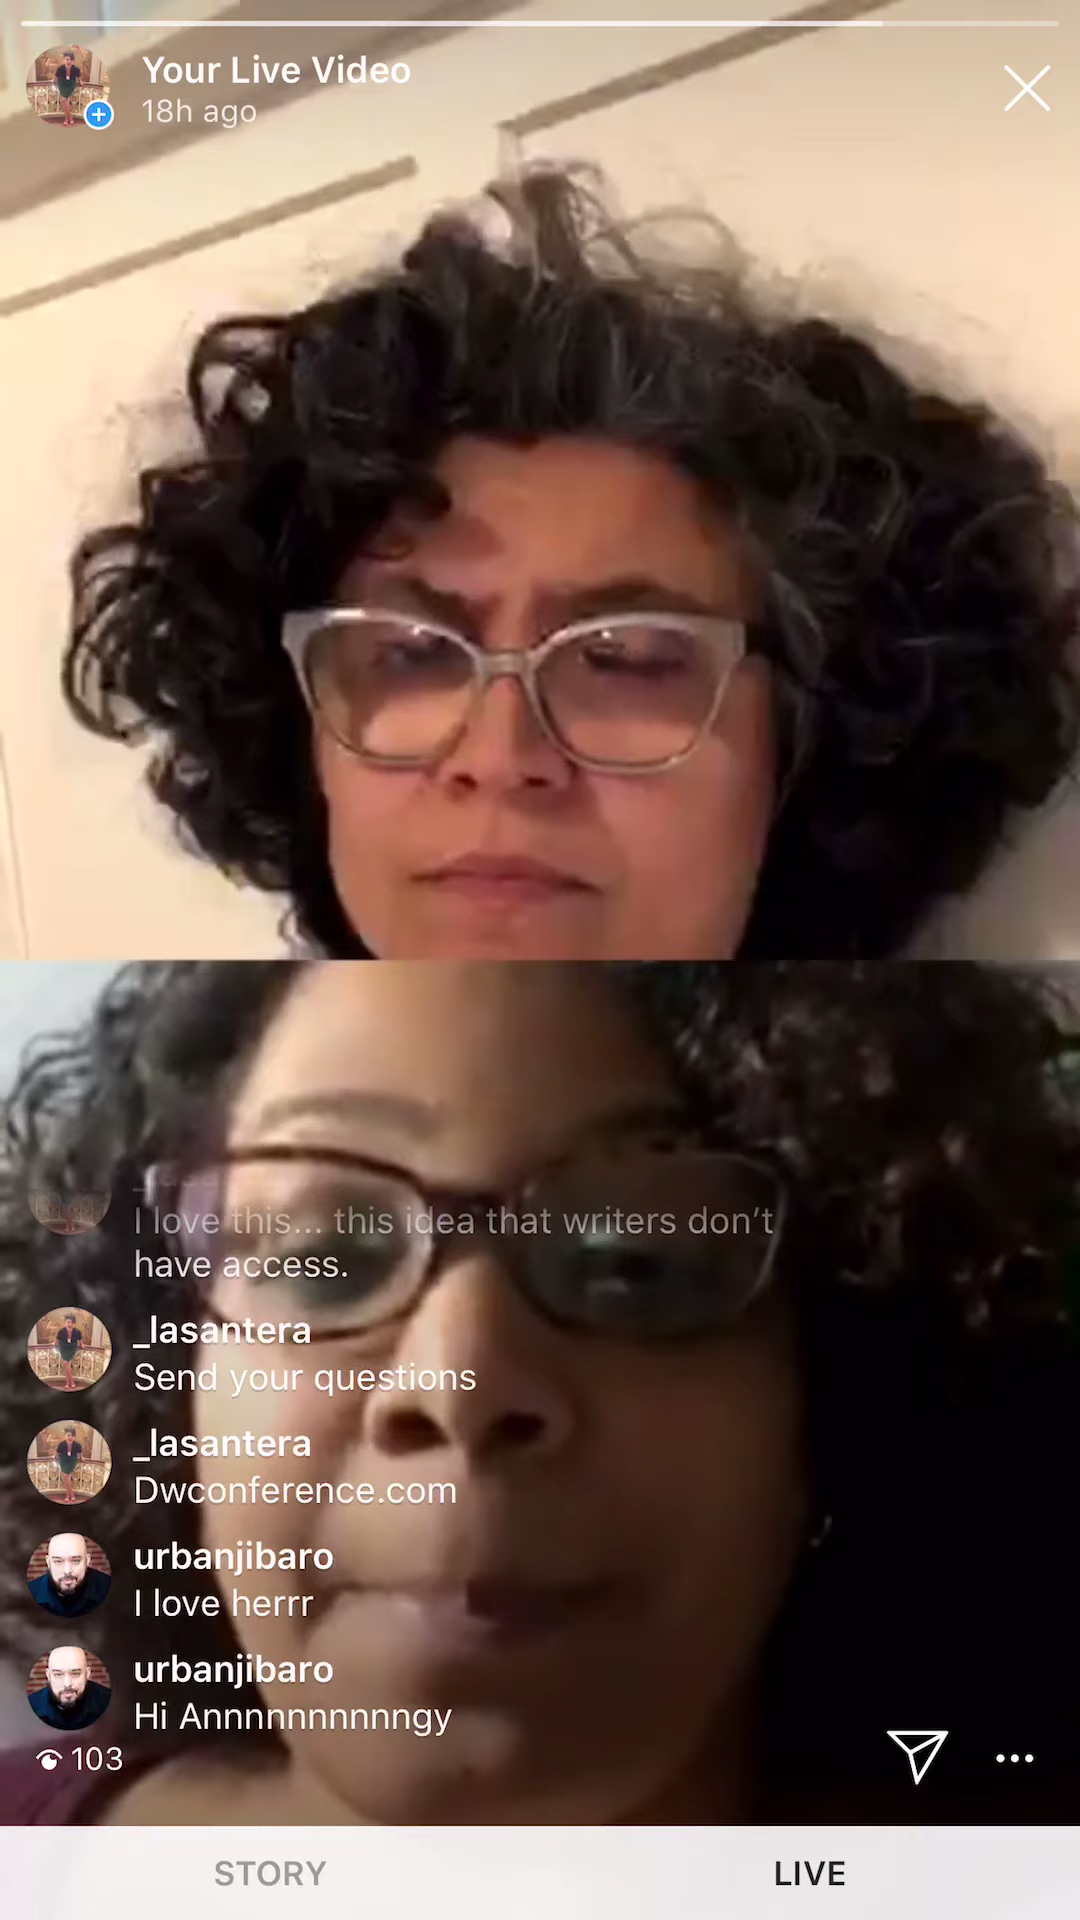 Your Live Video
18h ago
I love this... this idea that writers don't
have access.
_lasantera
Send your questions
_lasantera
Dwconference.com
urbanjibaro
I love herrr
urbanjibaro
Hi Annnnnnnnnngy
103
STORY
LIVE